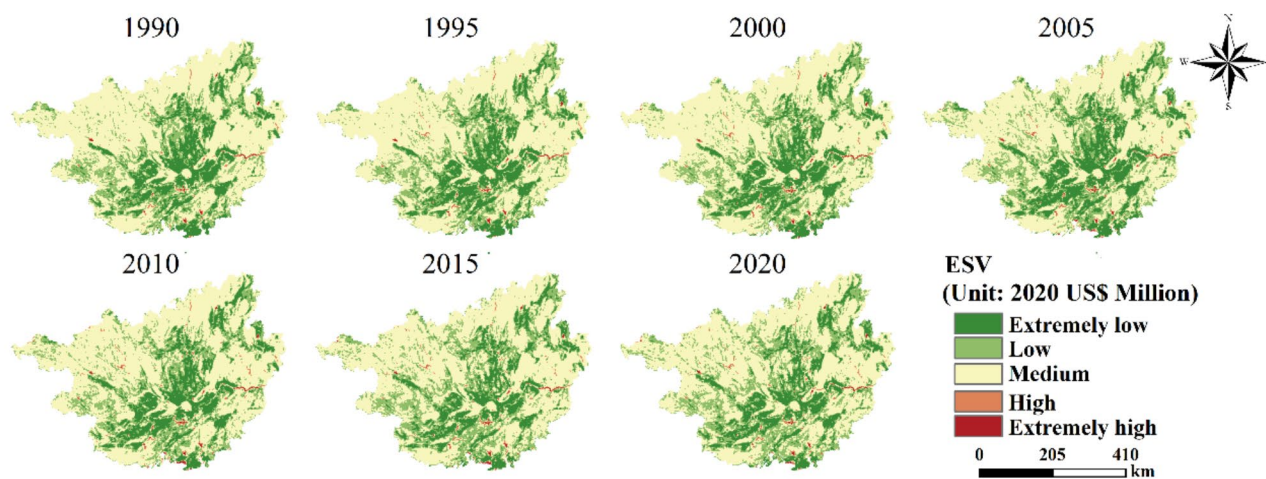 1990
1995
2000
2005
N
W
E
S
2010
2015
2020
ESV
(Unit: 2020 US$ Million)
Extremely low
Low
Medium
High
Extremely high
0 205 410
km